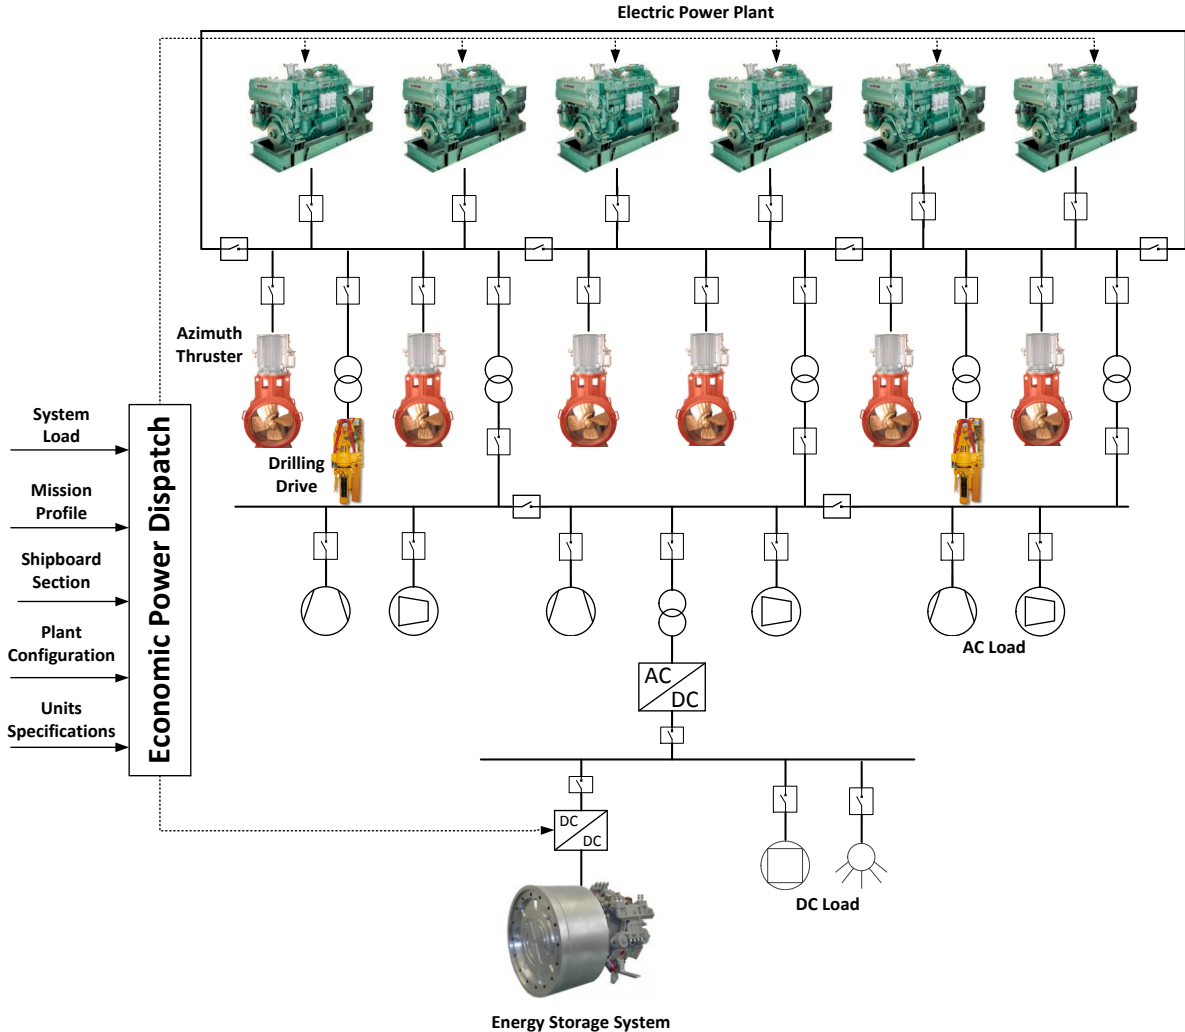 Electric Power Plant
Azimuth
Thruster
System
Load
Drilling
Drive
Mission
Profile
Shipboard
Section
Plant
Configuration
Units
Specifications
Economic Power Dispatch
AC Load
AC
DC
DC
DC
DC Load
Energy Storage System